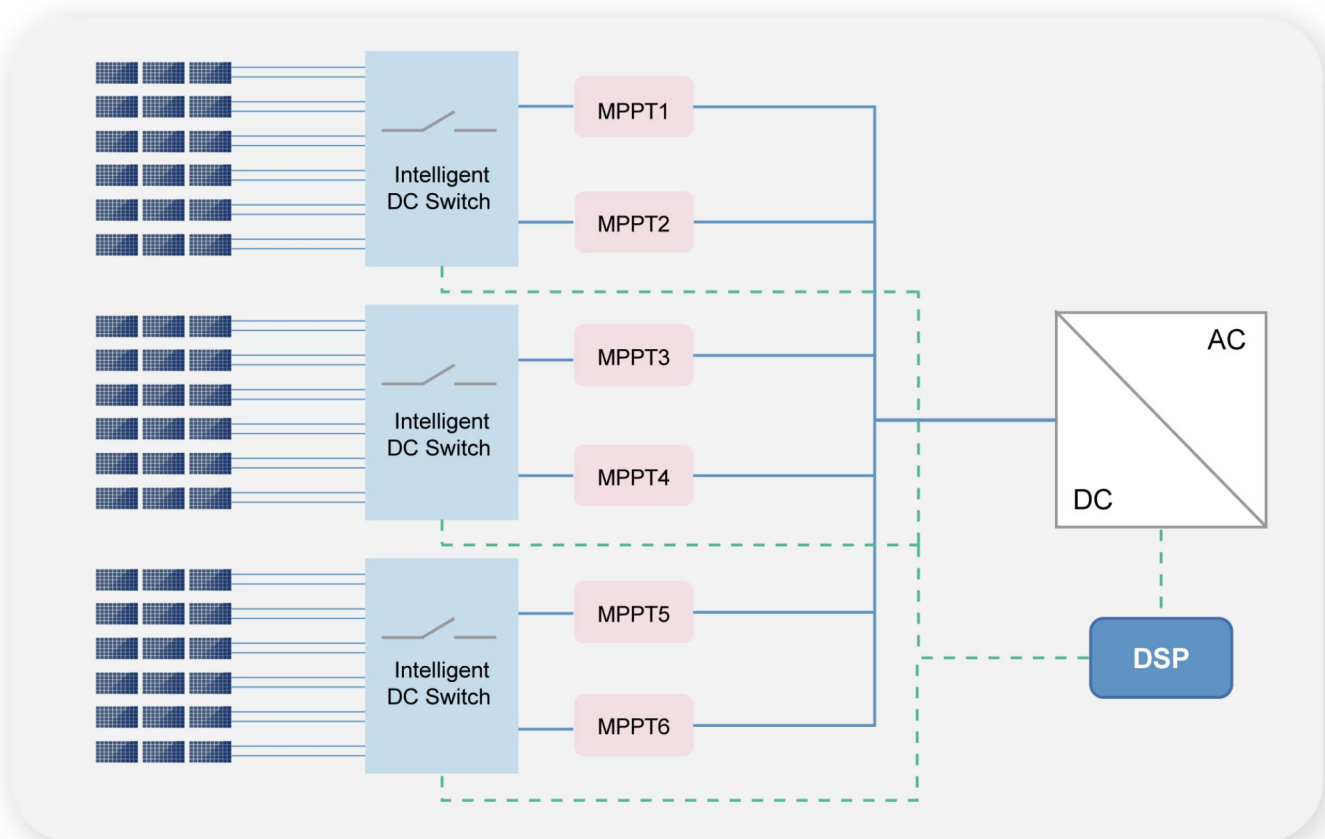 MPPT1
Intelligent
DC Switch
MPPT2
MPPT3
Intelligent
DC Switch
MPPT4
AC
DC
MPPT5
Intelligent
DC Switch
MPPT6
DSP